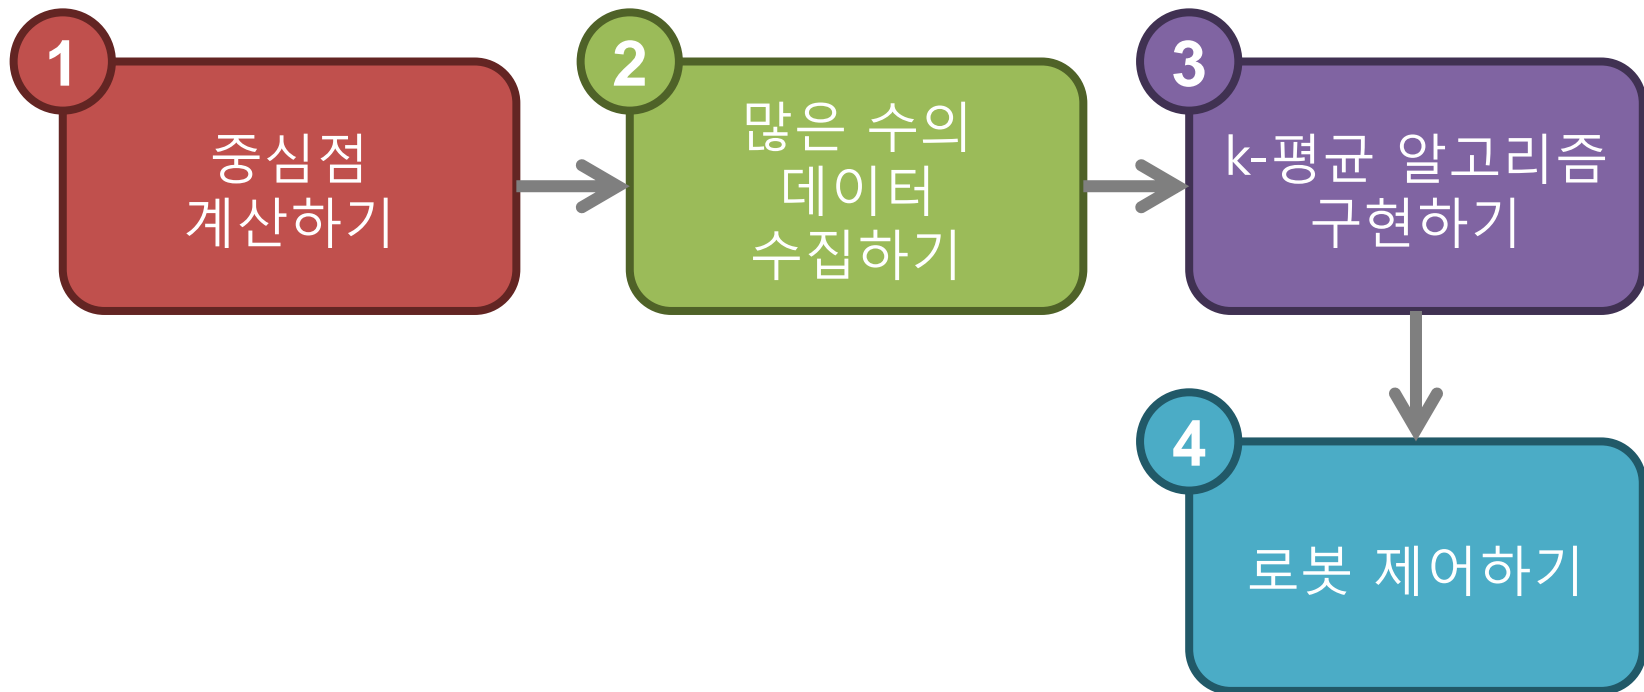 1
중심점
계산하기
2
많은 수의
데이터
수집하기
3
k-평균 알고리즘
구현하기
4
로봇 제어하기